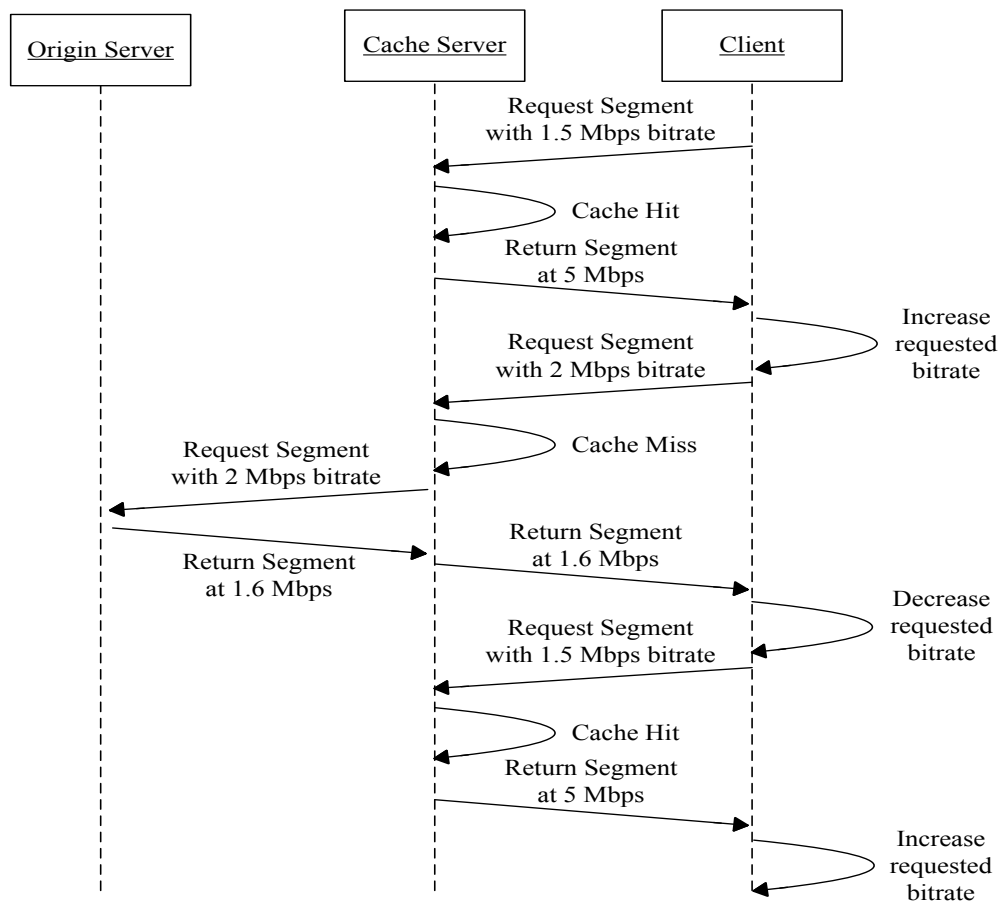 Origin Server
Cache Server
Client
Request Segment
with 1.5 Mbps bitrate
Cache Hit
Return Segment
at 5 Mbps
Increase
requested
bitrate
Request Segment
with 2 Mbps bitrate
Cache Miss
Request Segment
with 2 Mbps bitrate
Return Segment
at 1.6 Mbps
Return Segment
at 1.6 Mbps
Decrease
requested
bitrate
Request Segment
with 1.5 Mbps bitrate
Cache Hit
Return Segment
at 5 Mbps
Increase
requested
bitrate